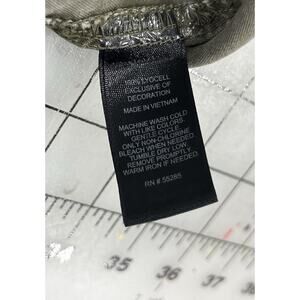 100% LYOCELL
EXCLUSIVE OF
DECORATION
MADE IN VIETNAM
MACHINE WASH COLD
WITH LIKE COLORS.
GENTLE CYCLE.
ONLY NON-CHLORINE
BLEACH WHEN NEEDED.
TUMBLE DRY LOW.
REMOVE PROMPTLY.
WARM IRON IF NEEDED.
RN # 55285
35 36 37 38